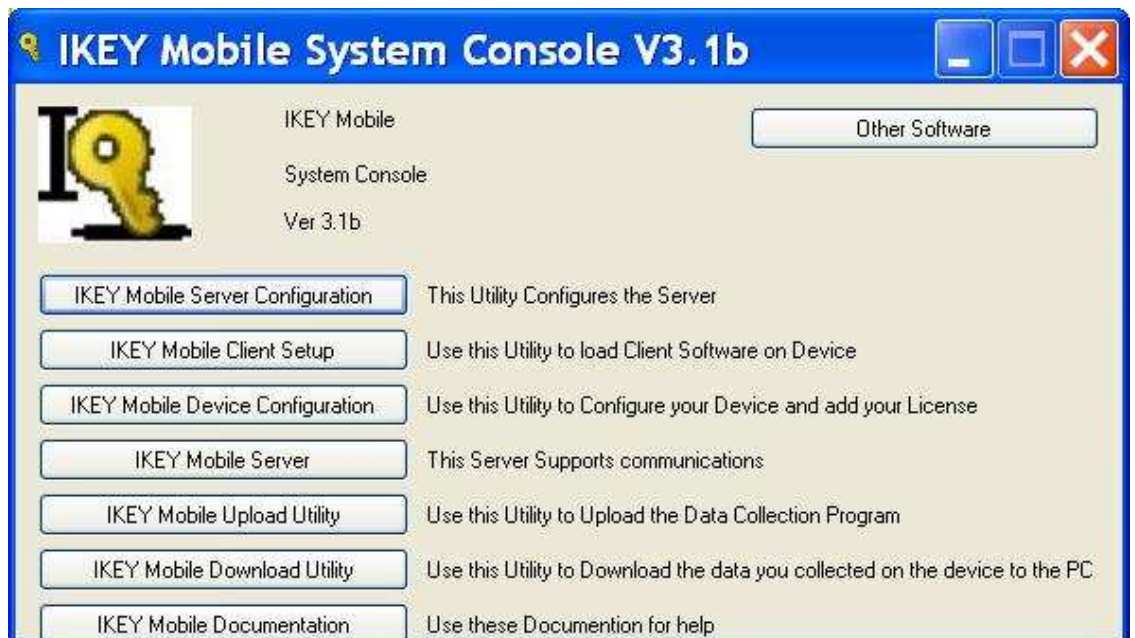 IKEY Mobile System Console V3.1b
I
IKEY Mobile
Other Software
System Console
Ver 3.1b
IKEY Mobile Server Configuration This Utility Configures the Server
IKEY Mobile Client Setup Use this Utility to load Client Software on Device
IKEY Mobile Device Configuration Use this Utility to Configure your Device and add your License
IKEY Mobile Server This Server Supports communications
IKEY Mobile Upload Utility Use this Utility to Upload the Data Collection Program
IKEY Mobile Download Utility Use this Utility to Download the data you collected on the device to the PC
IKEY Mobile Documentation Use these Documention for help